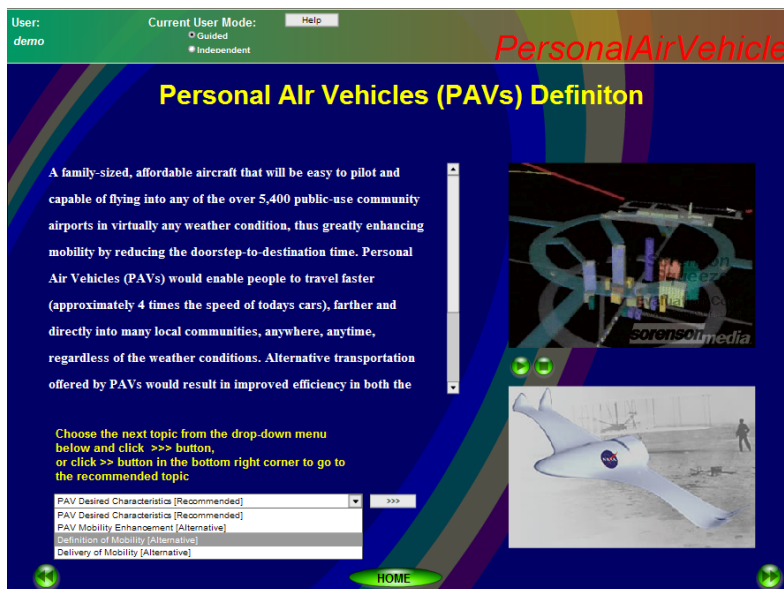 User:
demo
Current User Mode:
Guided
Independent
Help
PersonalAirVehicle
Personal AIr Vehicles (PAVs) Definiton
A family-sized, affordable aircraft that will be easy to pilot and
capable of flying into any of the over 5,400 public-use community
airports in virtually any weather condition, thus greatly enhancing
mobility by reducing the doorstep-to-destination time. Personal
Air Vehicles (PAVs) would enable people to travel faster
(approximately 4 times the speed of todays cars), farther and
directly into many local communities, anywhere, anytime,
regardless of the weather conditions. Alternative transportation
offered by PAVs would result in improved efficiency in both the
sorensonmedia
NASA
Choose the next topic from the drop-down menu
below and click >>> button,
or click >> button in the bottom right corner to go to
the recommended topic
PAV Desired Characteristics [Recommended]
>>>
PAV Desired Characteristics [Recommended]
PAV Mobility Enhancement [Alternative]
Definition of Mobility [Alternative]
Delivery of Mobility [Alternative]
HOME